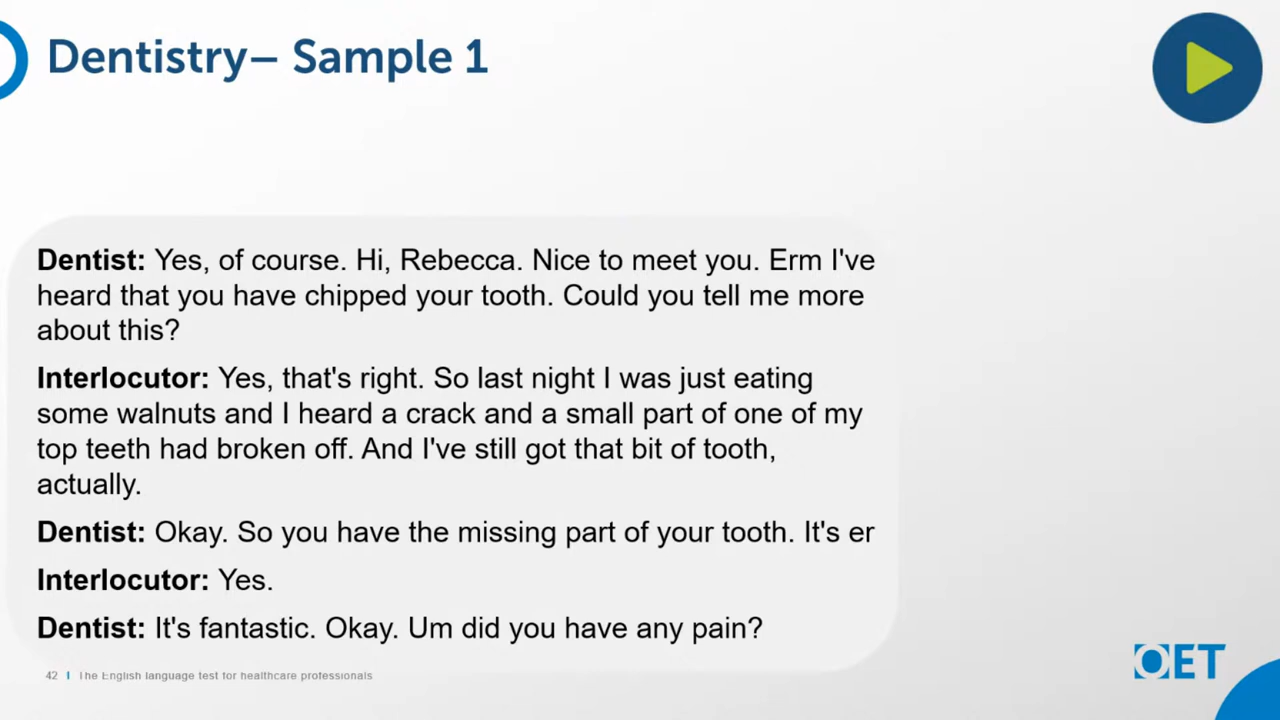 Dentistry– Sample 1
Dentist: Yes, of course. Hi, Rebecca. Nice to meet you. Erm I've
heard that you have chipped your tooth. Could you tell me more
about this?
Interlocutor: Yes, that's right. So last night I was just eating
some walnuts and I heard a crack and a small part of one of my
top teeth had broken off. And I've still got that bit of tooth,
actually.
Dentist: Okay. So you have the missing part of your tooth. It's er
Interlocutor: Yes.
Dentist: It's fantastic. Okay. Um did you have any pain?
42 | The English language test for healthcare professionals
OET